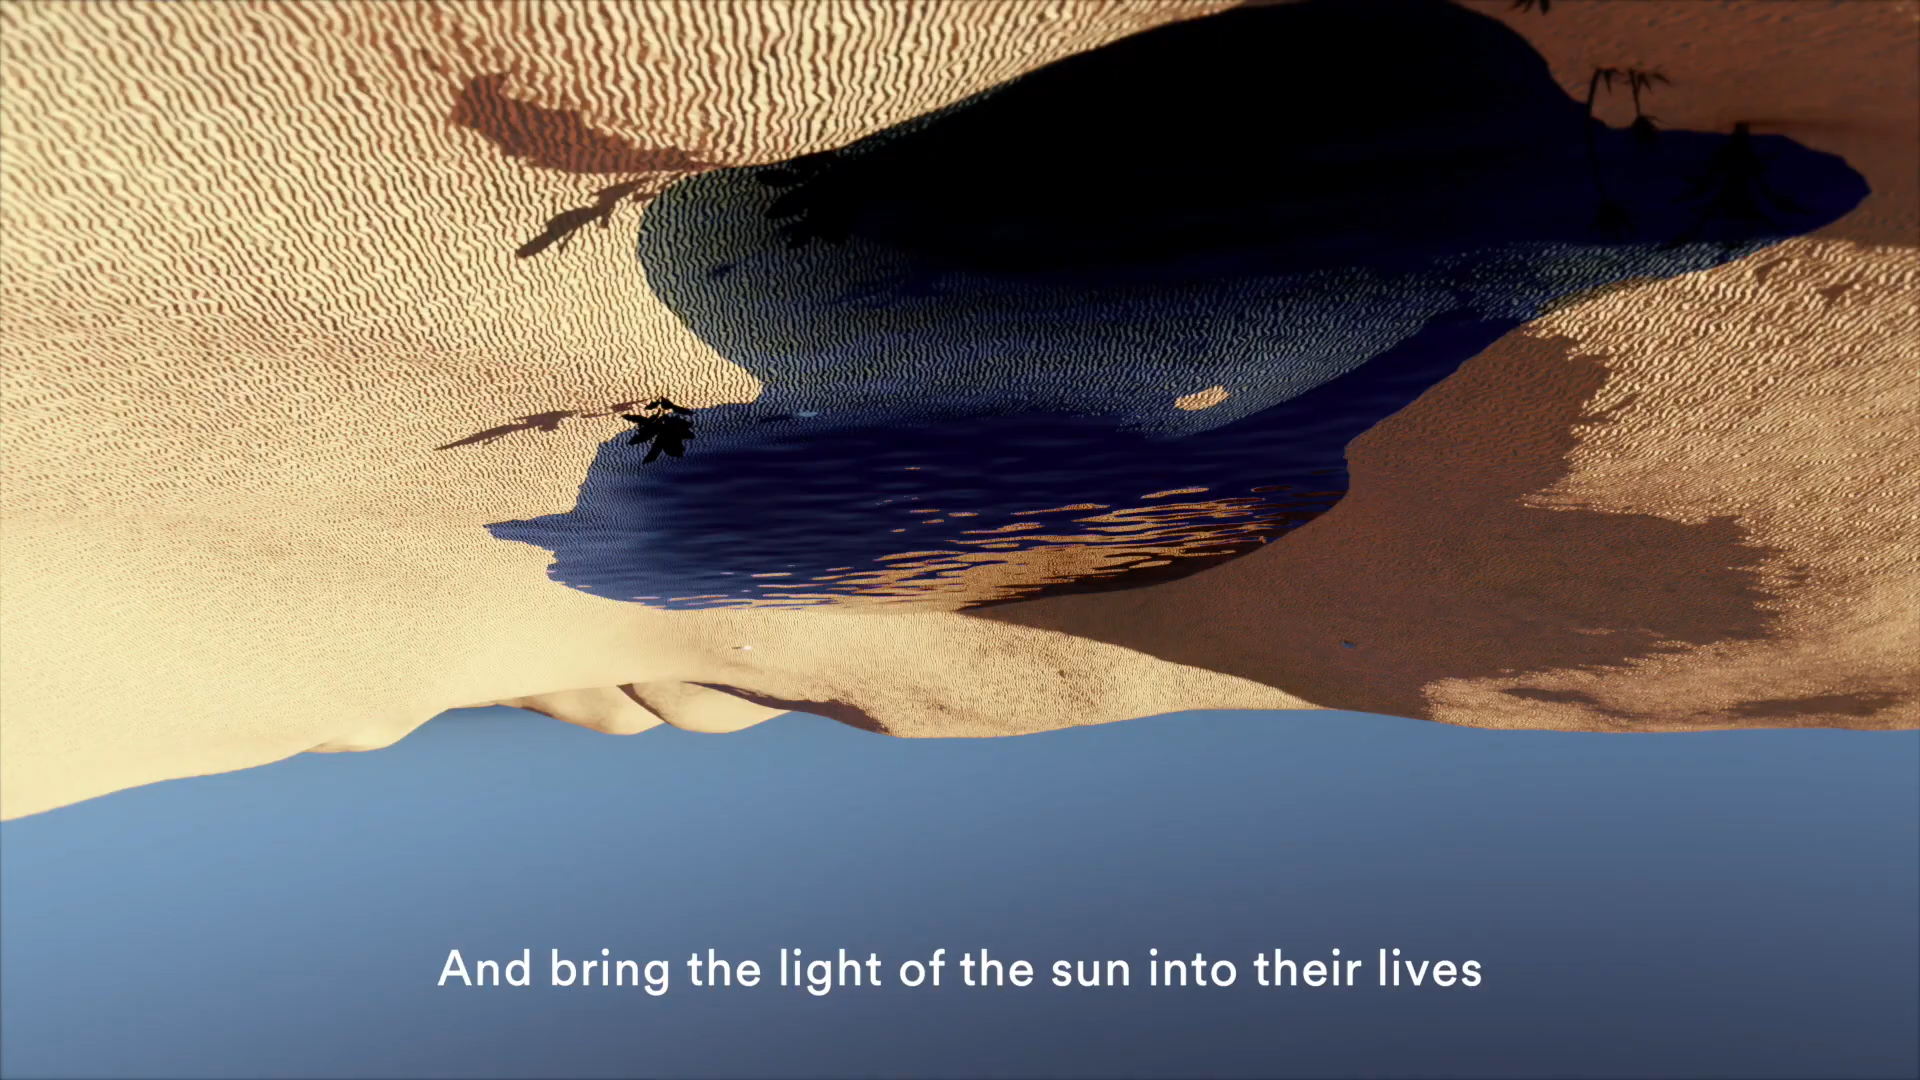 And bring the light of the sun into their lives